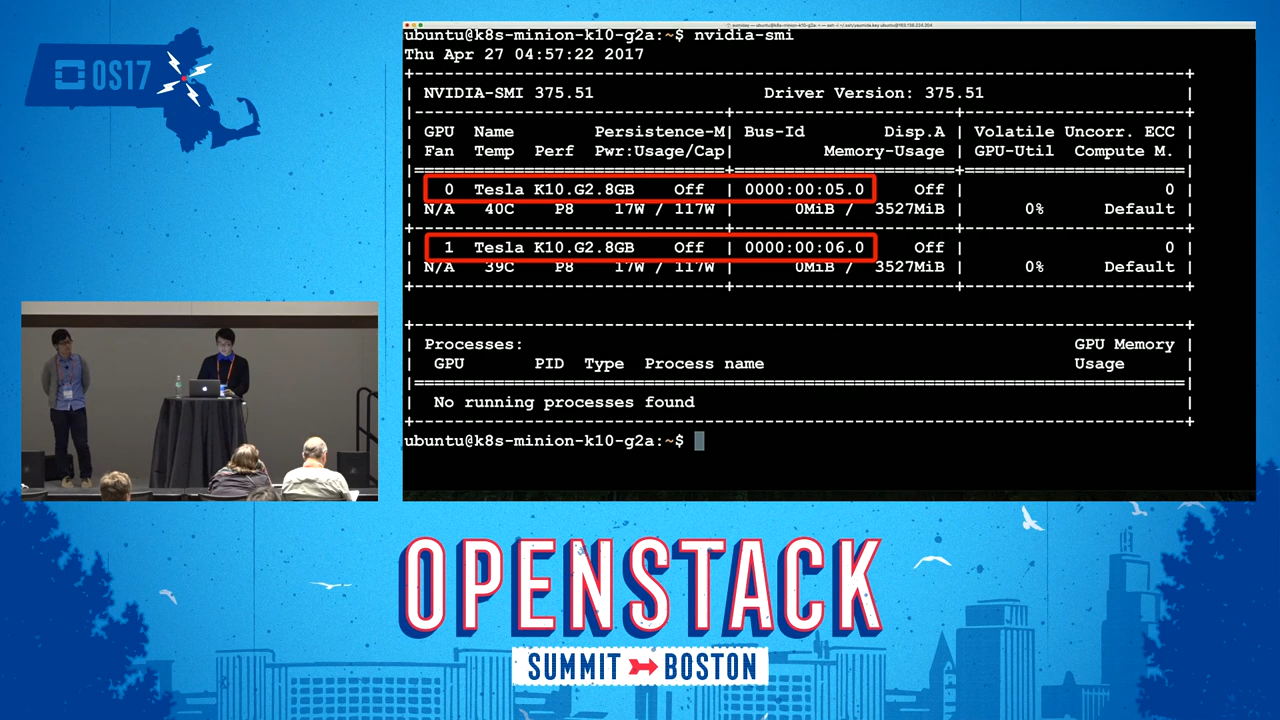 OS17
ubuntu@k8s-minion-k10-g2a:~$ nvidia-smi
Thu Apr 27 04:57:22 2017
NVIDIA-SMI 375.51 Driver Version: 375.51
GPU Name Persistence-M| Bus-Id Disp.A | Volatile Uncorr. ECC
Fan Temp Perf Pwr:Usage/Cap| Memory-Usage | GPU-Util Compute M.
0 Tesla K10.G2.8GB Off | 0000:00:05.0 Off | 0
N/A 40C P8 17W / 117W | 0MiB / 3527MiB | 0% Default
1 Tesla K10.G2.8GB Off | 0000:00:06.0 Off | 0
N/A 39C P8 17W / 117W | 0MiB / 3527MiB | 0% Default
Processes: GPU Memory
GPU PID Type Process name Usage
No running processes found
ubuntu@k8s-minion-k10-g2a:~$
OPENSTACK
SUMMIT BOSTON